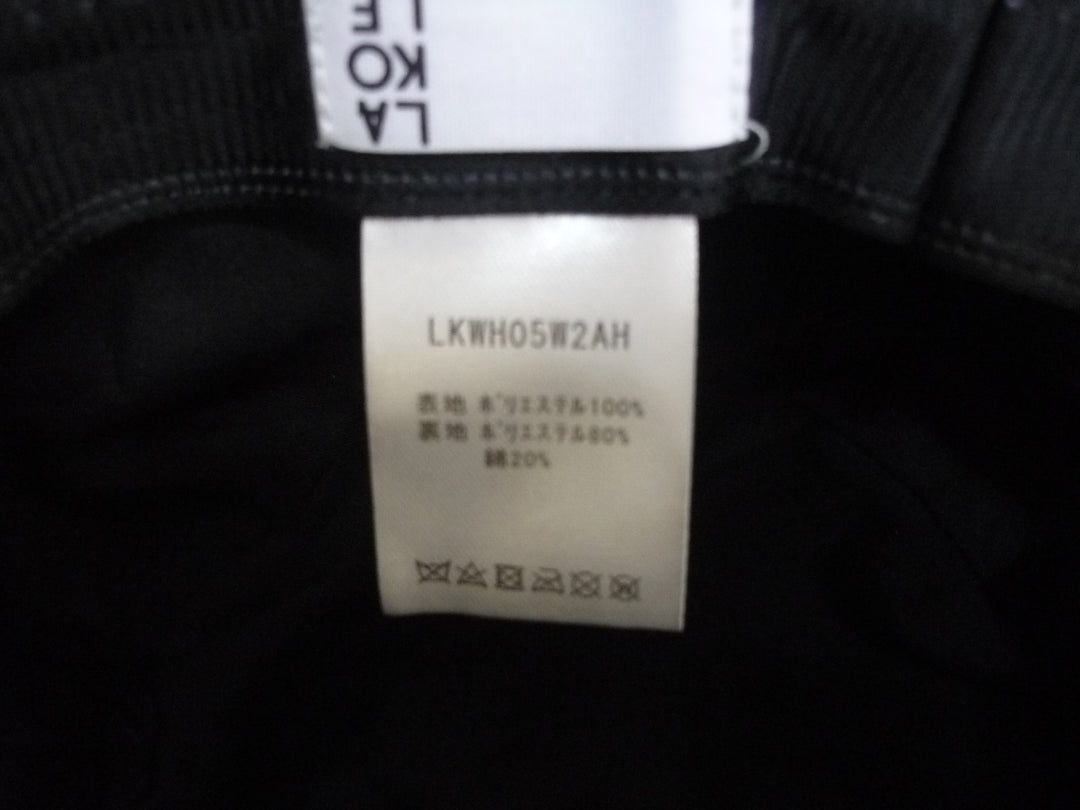 LA
KO
LE
LKWH05W2AH
表地 ポリエステル100%
裏地 ポリエステル80%
綿20%